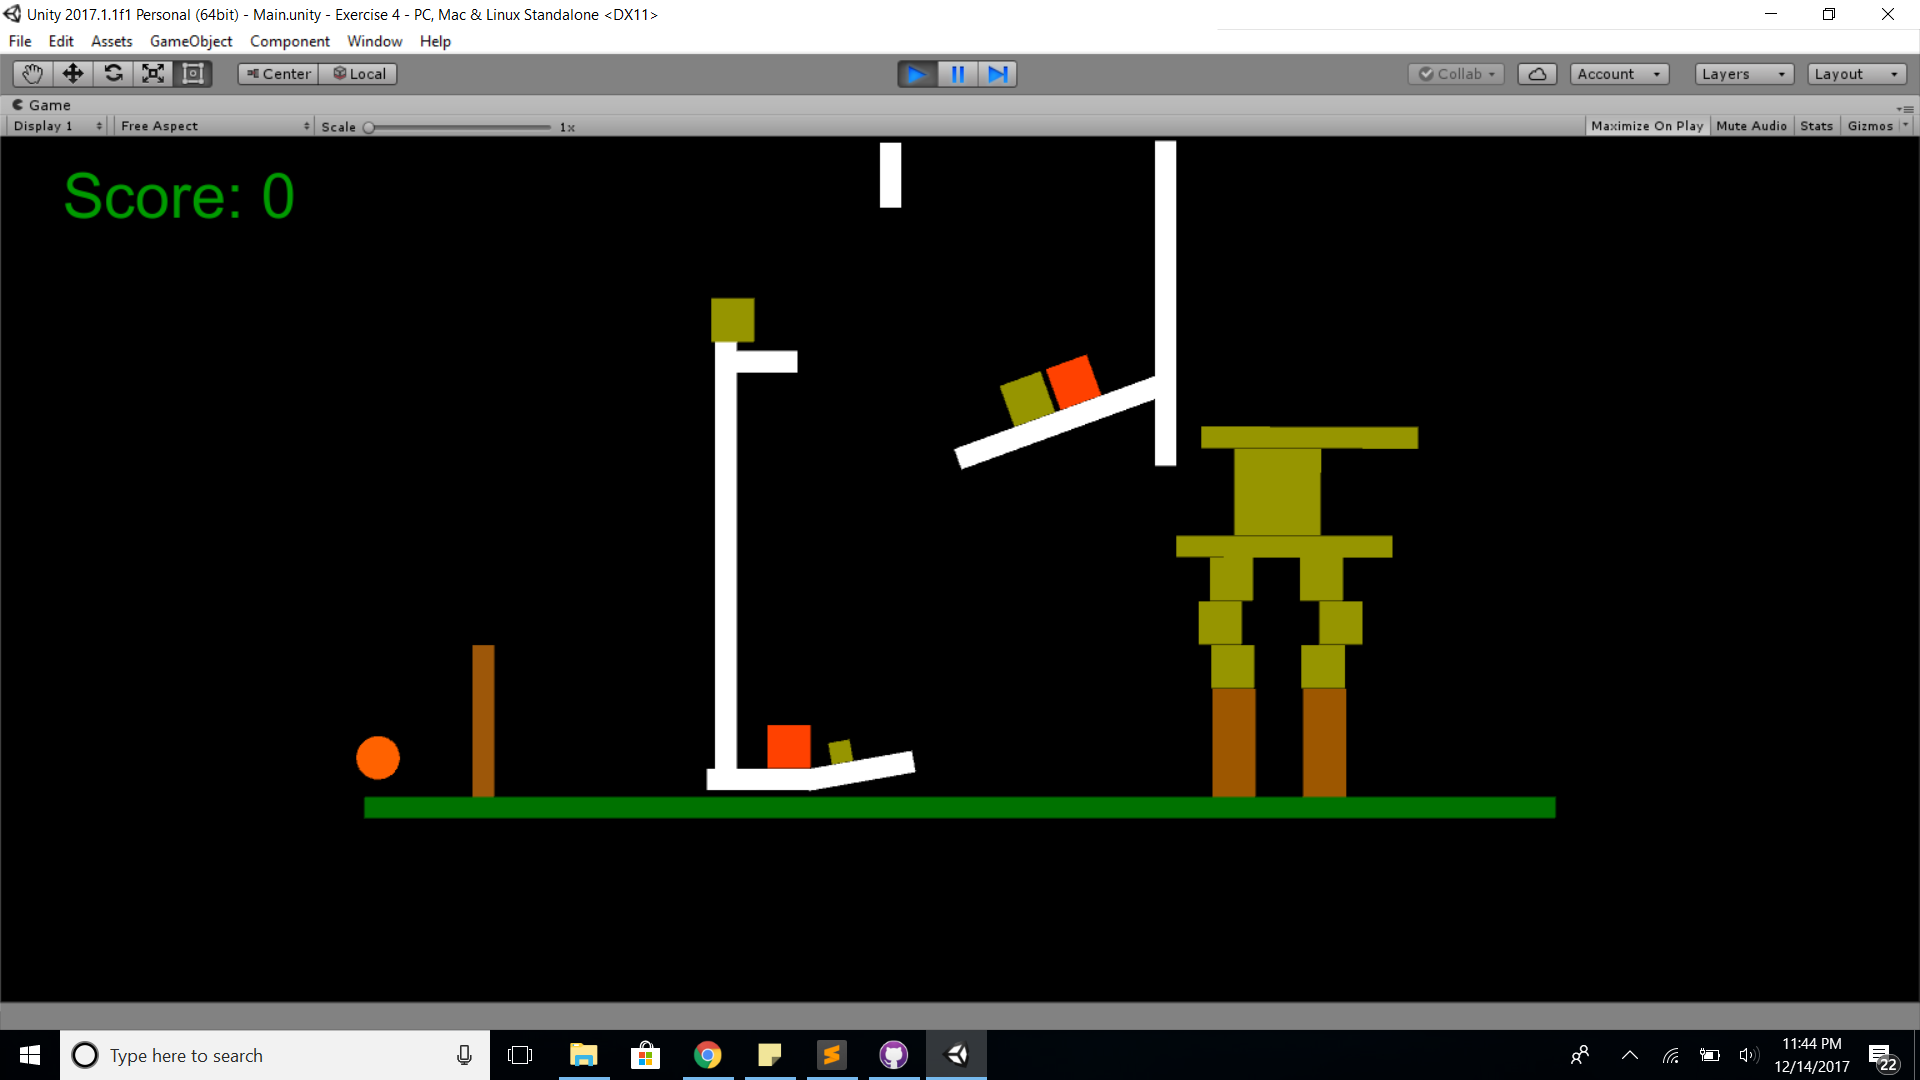 Unity 2017.1.1f1 Personal (64bit) - Main.unity - Exercise 4 - PC, Mac & Linux Standalone <DX11>
File Edit Assets GameObject Component Window Help
Center Local Collab Account Layers Layout
Game
Display 1 Free Aspect Scale 1x Maximize On Play Mute Audio Stats Gizmos
Score: 0
Type here to search
11:44 PM
12/14/2017
22